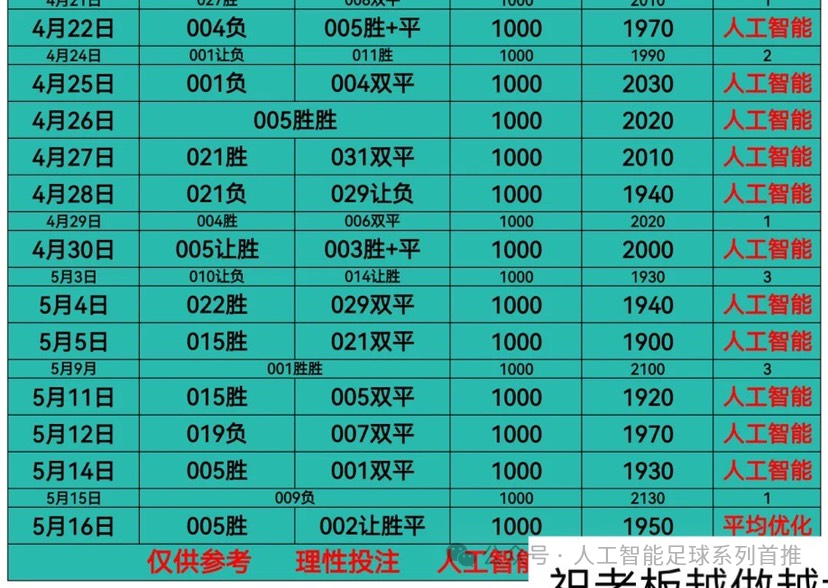 4月21日 027胜 008双平 1000 2010 1
4月22日 004负 005胜+平 1000 1970 人工智能
4月24日 001让负 011胜 1000 1990 2
4月25日 001负 004双平 1000 2030 人工智能
4月26日 005胜胜 1000 2020 人工智能
4月27日 021胜 031双平 1000 2010 人工智能
4月28日 021负 029让负 1000 1940 人工智能
4月29日 004胜 006双平 1000 2020 1
4月30日 005让胜 003胜+平 1000 2000 人工智能
5月3日 010让负 014让胜 1000 1930 3
5月4日 022胜 029双平 1000 1940 人工智能
5月5日 015胜 021双平 1000 1900 人工智能
5月9月 001胜胜 1000 2100 3
5月11日 015胜 005双平 1000 1920 人工智能
5月12日 019负 007双平 1000 1970 人工智能
5月14日 005胜 001双平 1000 1930 人工智能
5月15日 009负 1000 2130 1
5月16日 005胜 002让胜平 1000 1950 平均优化
仅供参考 理性投注 人工智能
公众号·人工智能足球系列首推
祝老板越做越